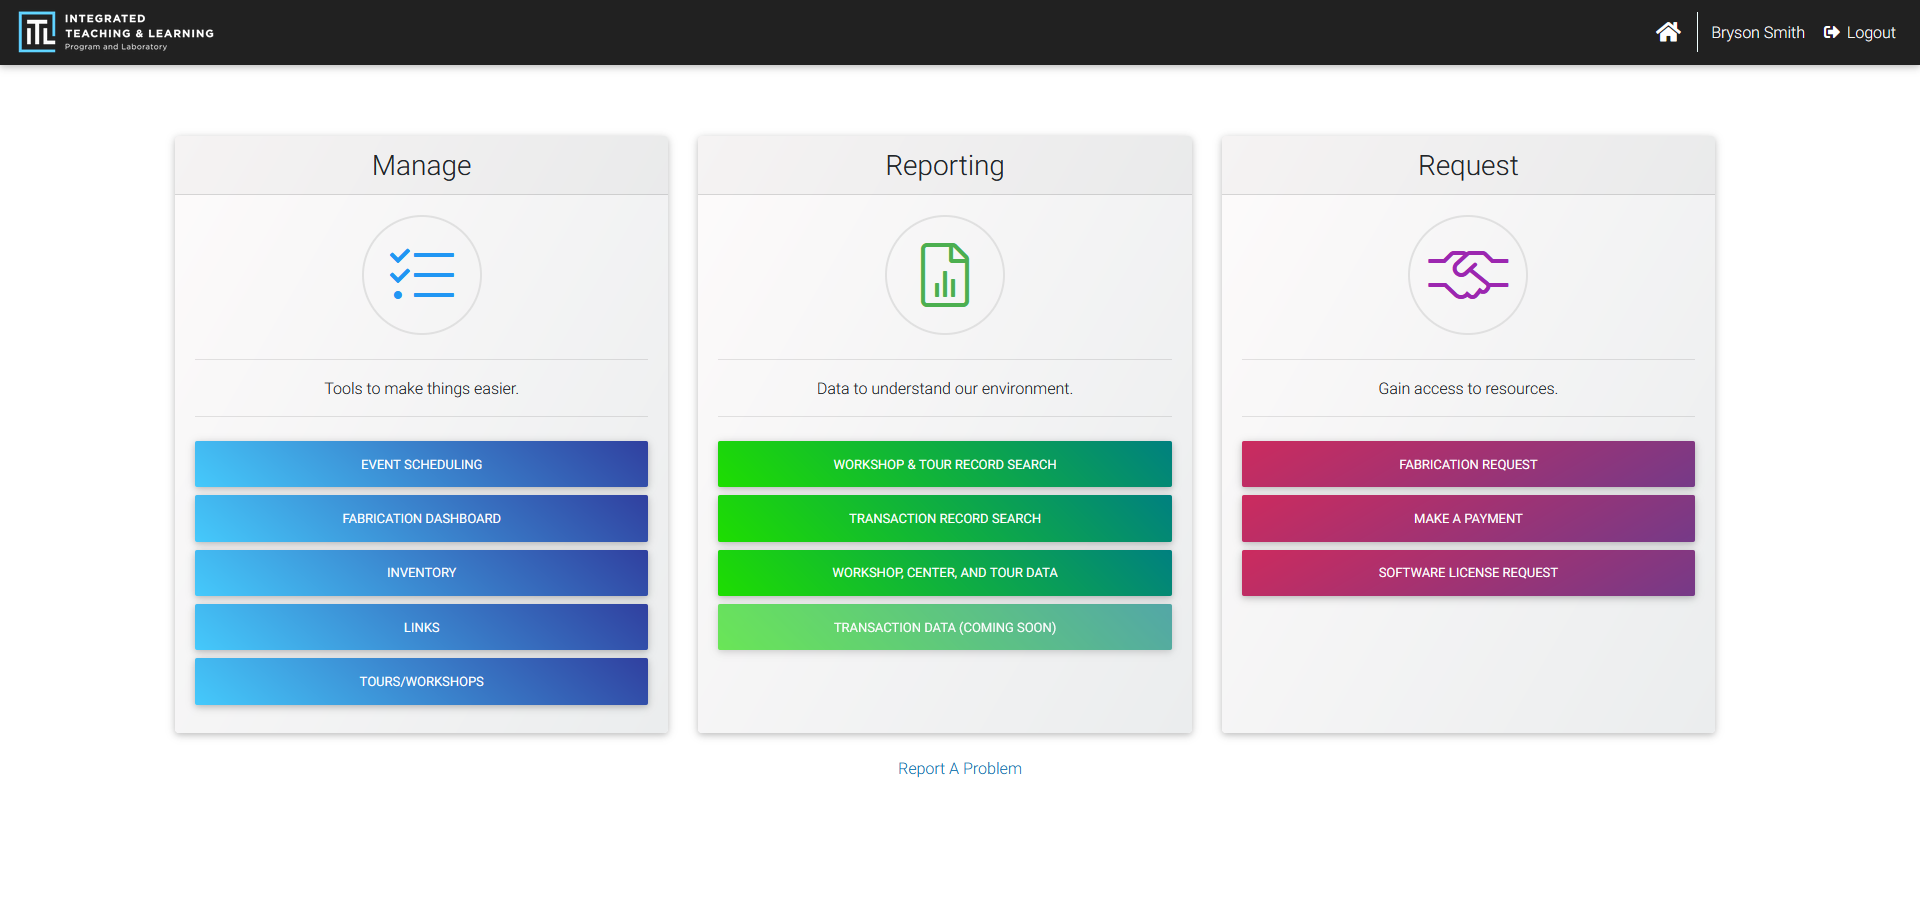 INTEGRATED
TEACHING & LEARNING
Program and Laboratory
Bryson Smith
Logout
Manage
Tools to make things easier.
EVENT SCHEDULING
FABRICATION DASHBOARD
INVENTORY
LINKS
TOURS/WORKSHOPS
Reporting
Data to understand our environment.
WORKSHOP & TOUR RECORD SEARCH
TRANSACTION RECORD SEARCH
WORKSHOP, CENTER, AND TOUR DATA
TRANSACTION DATA (COMING SOON)
Request
Gain access to resources.
FABRICATION REQUEST
MAKE A PAYMENT
SOFTWARE LICENSE REQUEST
Report A Problem